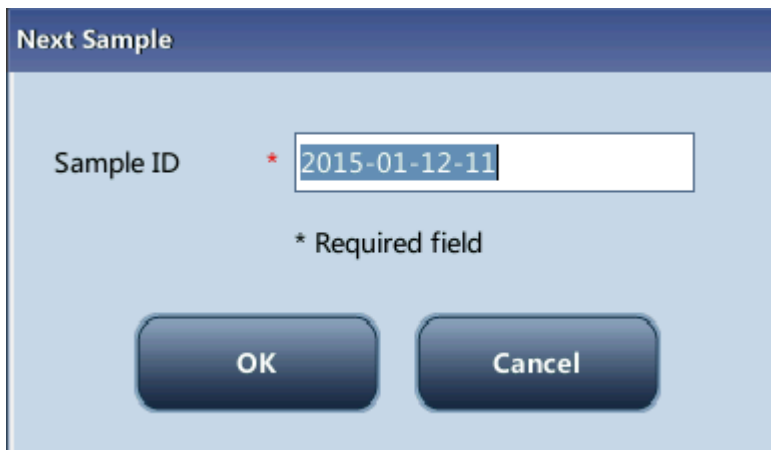 Next Sample
Sample ID * 2015-01-12-11
* Required field
OK Cancel